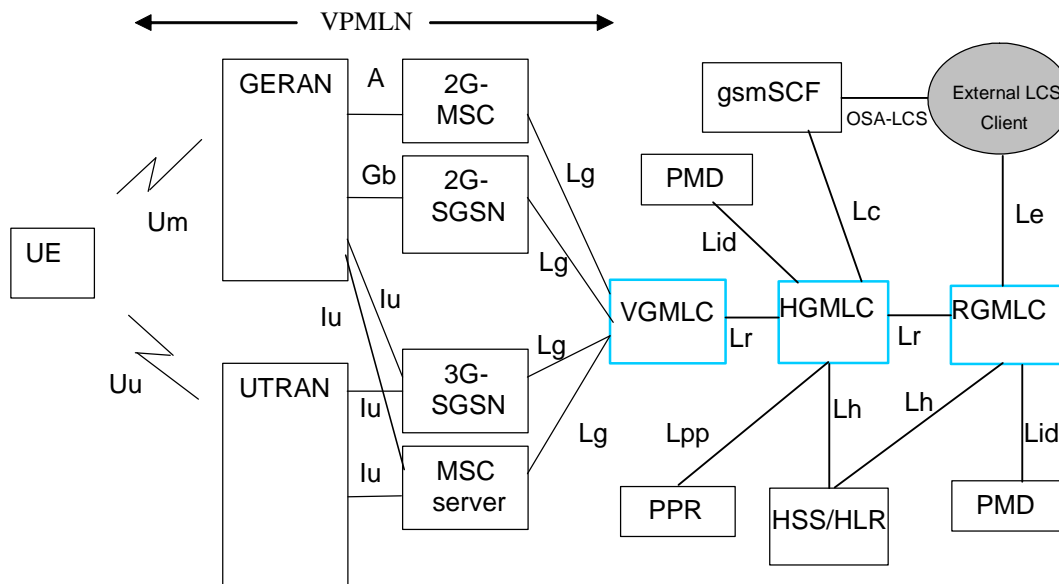 VPMLN
GERAN
A
2G-
MSC
gsmSCF
OSA-LCS
External LCS
Client
Gb
2G-
SGSN
Lg
PMD
Lc
Le
Um
Lid
UE
Lg
Iu
Iu
VGMLC
Lr
HGMLC
Lr
RGMLC
Uu
UTRAN
Iu
3G-
SGSN
Lg
Lg
Lpp
Lh
Lh
Lid
Iu
MSC
server
PPR
HSS/HLR
PMD